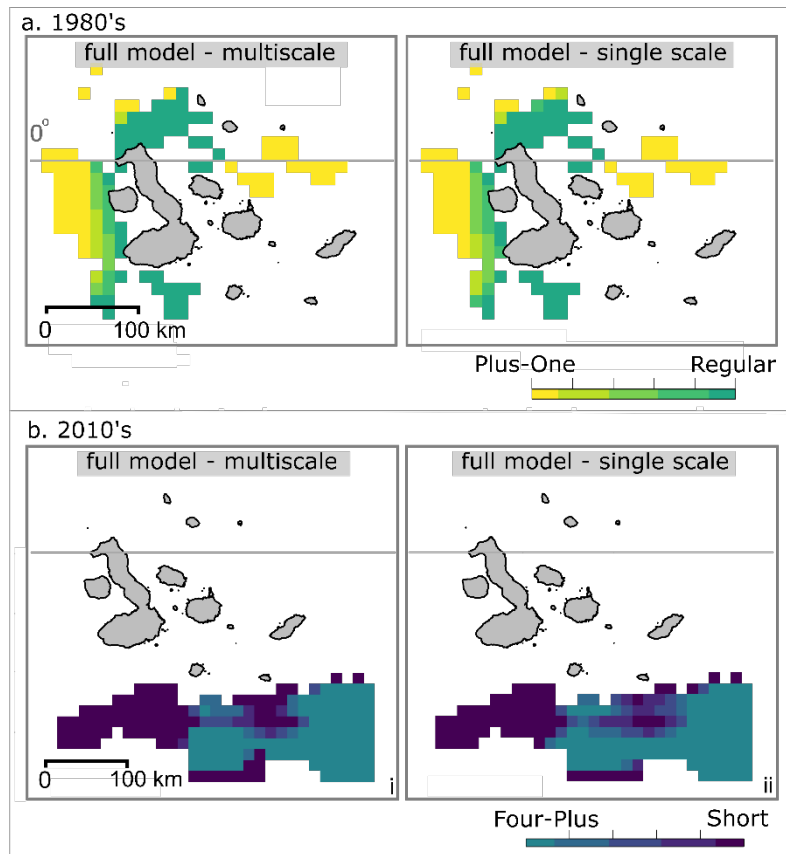 a. 1980's
full model - multiscale
full model - single scale
0°
0 100 km
Plus-One Regular
b. 2010's
full model - multiscale
full model - single scale
0 100 km
i
ii
Four-Plus Short